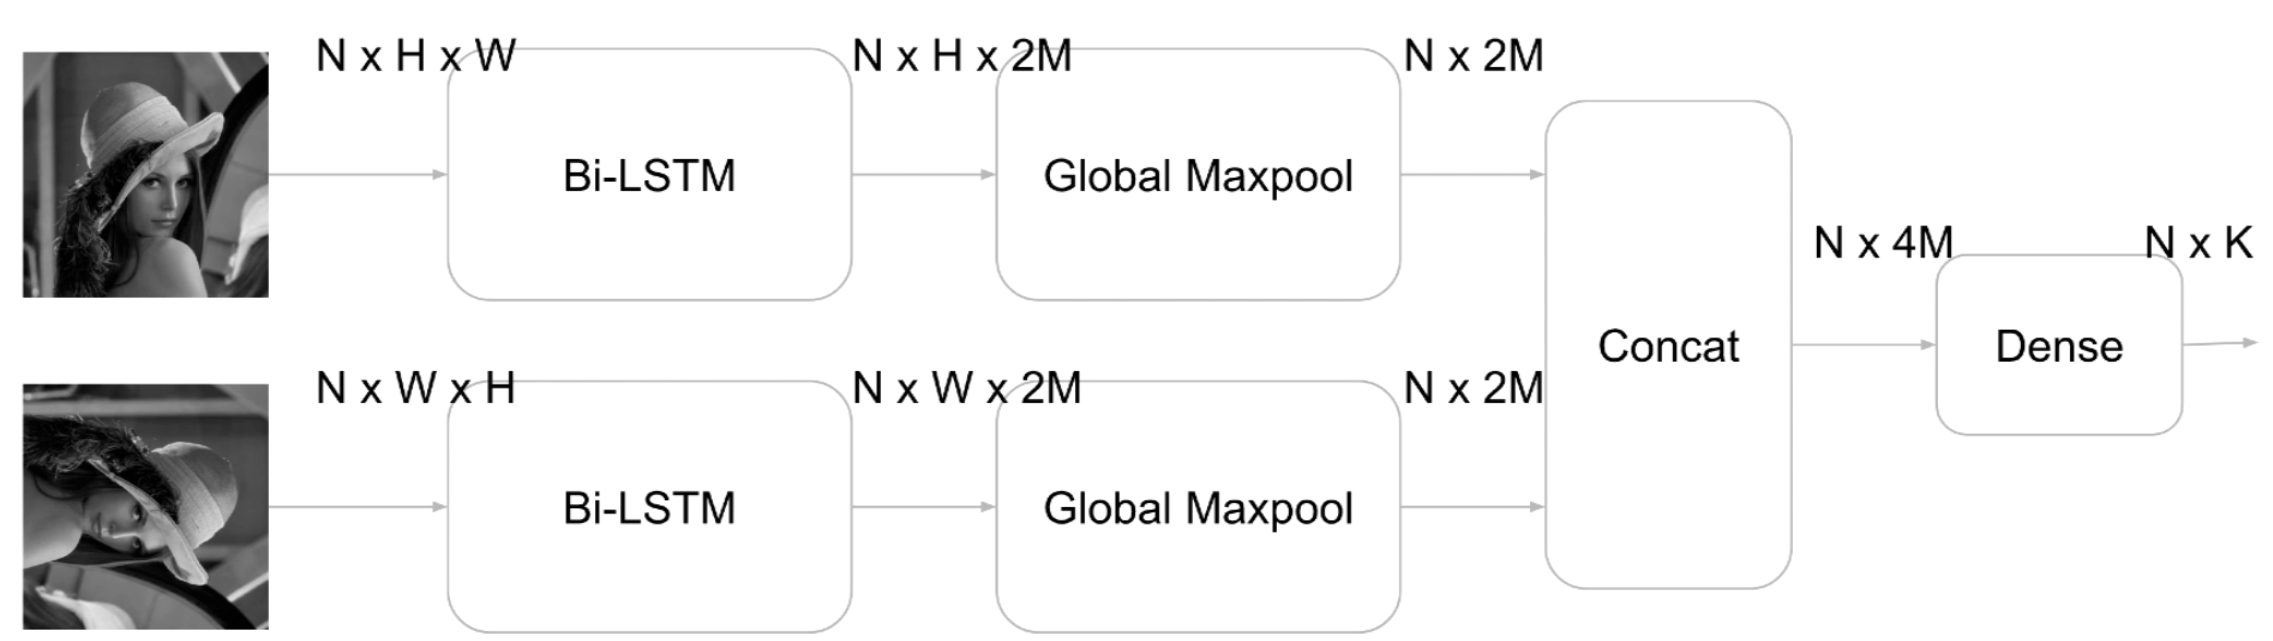 N x H x W
Bi-LSTM
N x H x 2M
Global Maxpool
N x 2M
N x W x H
Bi-LSTM
N x W x 2M
Global Maxpool
N x 2M
Concat
N x 4M
Dense
N x K